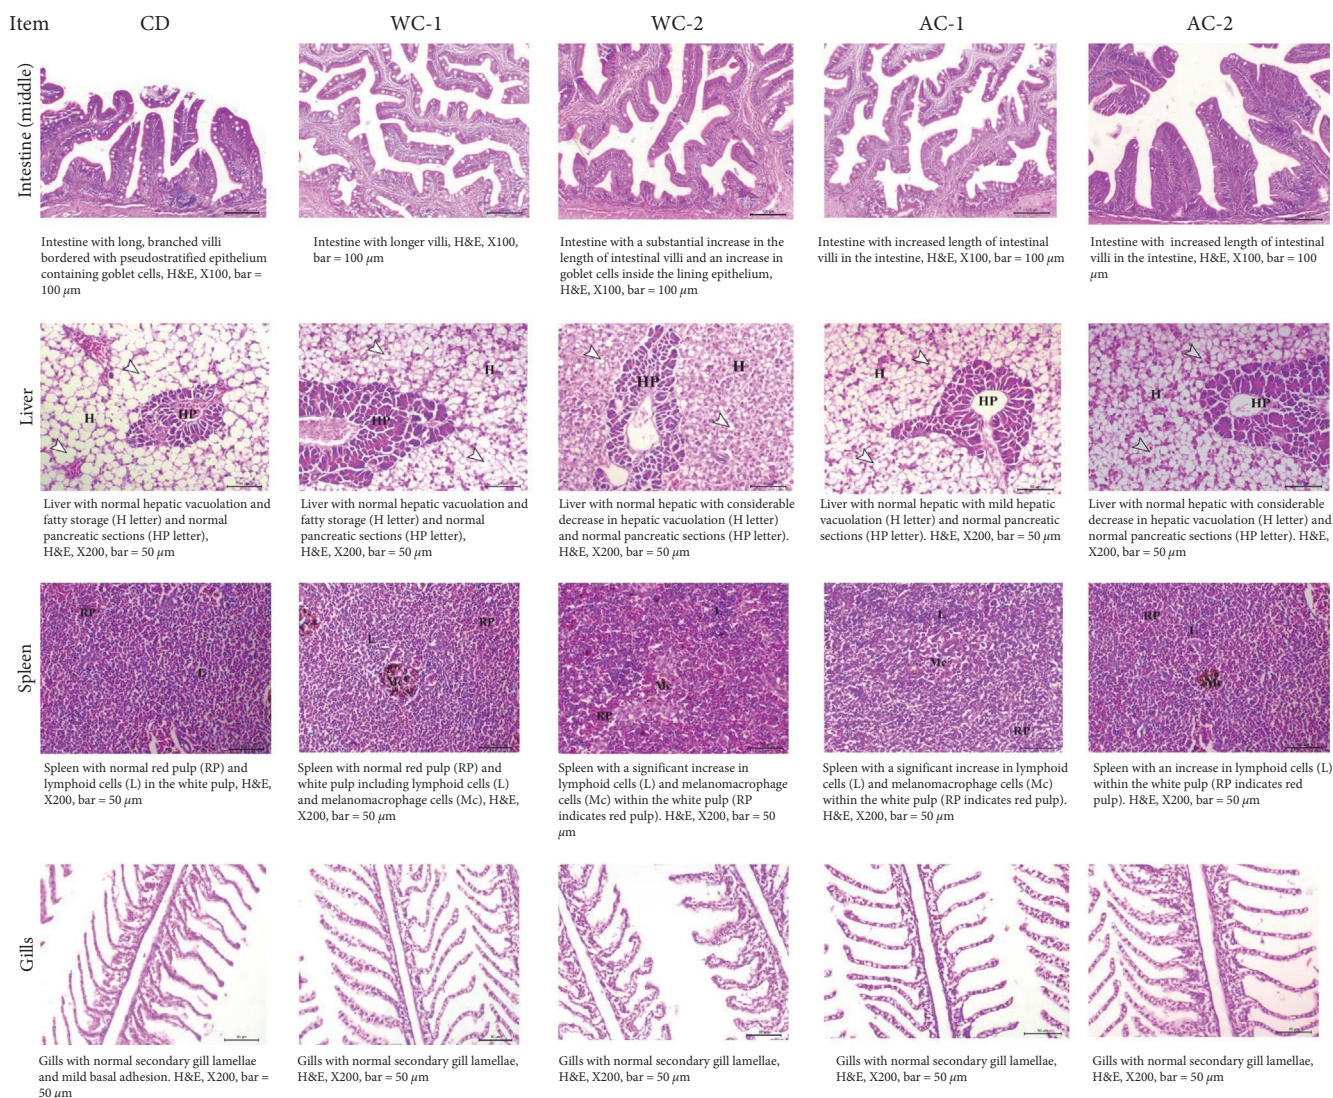 Item CD WC-1 WC-2 AC-1 AC-2
Intestine (middle)
Intestine with long, branched villi
bordered with pseudostratified epithelium
containing goblet cells, H&E, X100, bar =
100 μm
Intestine with longer villi, H&E, X100,
bar = 100 μm
Intestine with a substantial increase in the
length of intestinal villi and an increase in
goblet cells inside the lining epithelium,
H&E, X100, bar = 100 μm
Intestine with increased length of intestinal
villi in the intestine, H&E, X100, bar = 100 μm
Intestine with increased length of intestinal
villi in the intestine, H&E, X100, bar = 100
μm
Liver
H
HP
HP
H
HP
H
H
HP
H
HP
Liver with normal hepatic vacuolation and
fatty storage (H letter) and normal
pancreatic sections (HP letter),
H&E, X200, bar = 50 μm
Liver with normal hepatic vacuolation and
fatty storage (H letter) and normal
pancreatic sections (HP letter),
H&E, X200, bar = 50 μm
Liver with normal hepatic with considerable
decrease in hepatic vacuolation (H letter)
and normal pancreatic sections (HP letter).
H&E, X200, bar = 50 μm
Liver with normal hepatic with mild hepatic
vacuolation (H letter) and normal pancreatic
sections (HP letter). H&E, X200, bar = 50 μm
Liver with normal hepatic with considerable
decrease in hepatic vacuolation (H letter) and
normal pancreatic sections (HP letter). H&E,
X200, bar = 50 μm
Spleen
RP
L
L
RP
Mc
L
Mc
RP
L
Mc
RP
RP
L
Mc
Spleen with normal red pulp (RP) and
lymphoid cells (L) in the white pulp, H&E,
X200, bar = 50 μm
Spleen with normal red pulp (RP) and
white pulp including lymphoid cells (L)
and melanomacrophage cells (Mc), H&E,
X200, bar = 50 μm
Spleen with a significant increase in
lymphoid cells (L) and melanomacrophage
cells (Mc) within the white pulp (RP
indicates red pulp). H&E, X200, bar = 50
μm
Spleen with a significant increase in lymphoid
cells (L) and melanomacrophage cells (Mc)
within the white pulp (RP indicates red pulp).
H&E, X200, bar = 50 μm
Spleen with an increase in lymphoid cells (L)
within the white pulp (RP indicates red
pulp). H&E, X200, bar = 50 μm
Gills
Gills with normal secondary gill lamellae
and mild basal adhesion. H&E, X200, bar =
50 μm
Gills with normal secondary gill lamellae,
H&E, X200, bar = 50 μm
Gills with normal secondary gill lamellae,
H&E, X200, bar = 50 μm
Gills with normal secondary gill lamellae,
H&E, X200, bar = 50 μm
Gills with normal secondary gill lamellae,
H&E, X200, bar = 50 μm